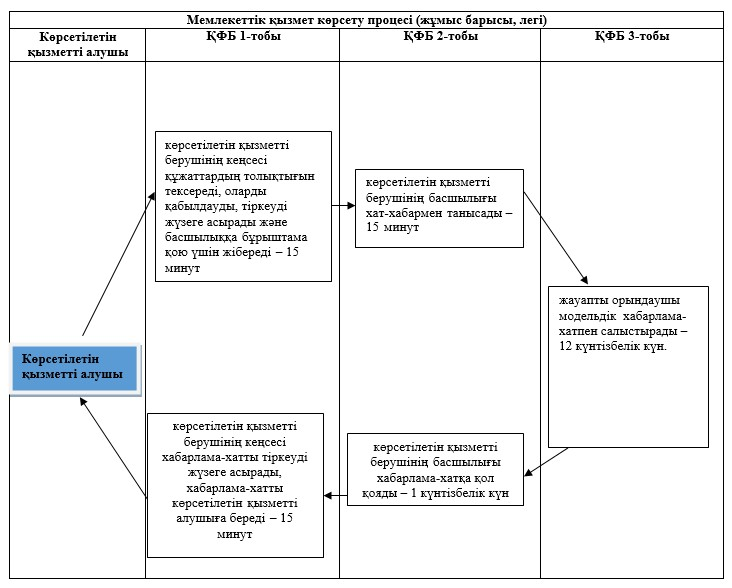 Мемлекеттік қызмет көрсету процесі (жұмыс барысы, легі)
Көрсетілетін
қызметті алушы
ҚФБ 1-тобы
ҚФБ 2-тобы
ҚФБ 3-тобы
көрсетілетін қызметті
берушінің кеңсесі
құжаттардың толықтығын
тексереді, оларды
қабылдауды, тіркеуді
жүзеге асырады және
басшылыққа бұрыштама
қою үшін жібереді – 15
минут
көрсетілетін қызметті
берушінің басшылығы
хат-хабармен танысады –
15 минут
жауапты орындаушы
модельдік хабарлама-
хатпен салыстырады –
12 күнтізбелік күн.
Көрсетілетін
қызметті алушы
көрсетілетін қызметті
берушінің кеңсесі
хабарлама-хатты тіркеуді
жүзеге асырады,
хабарлама-хатты
көрсетілетін қызметті
алушыға береді – 15
минут
көрсетілетін қызметті
берушінің басшылығы
хабарлама-хатқа қол
қояды – 1 күнтізбелік күн